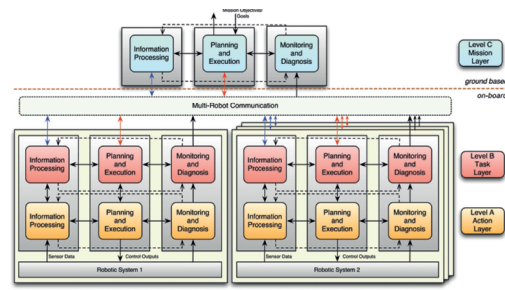 Mission Objectives/
Goals
Information
Processing
Planning
and
Execution
Monitoring
and
Diagnosis
Level C
Mission
Layer
ground based
on-board
Multi-Robot Communication
Information
Processing
Planning
and
Execution
Monitoring
and
Diagnosis
Information
Processing
Planning
and
Execution
Monitoring
and
Diagnosis
Level B
Task
Layer
Information
Processing
Planning
and
Execution
Monitoring
and
Diagnosis
Information
Processing
Planning
and
Execution
Monitoring
and
Diagnosis
Level A
Action
Layer
Sensor Data
Control Outputs
Sensor Data
Control Outputs
Robotic System 1
Robotic System 2